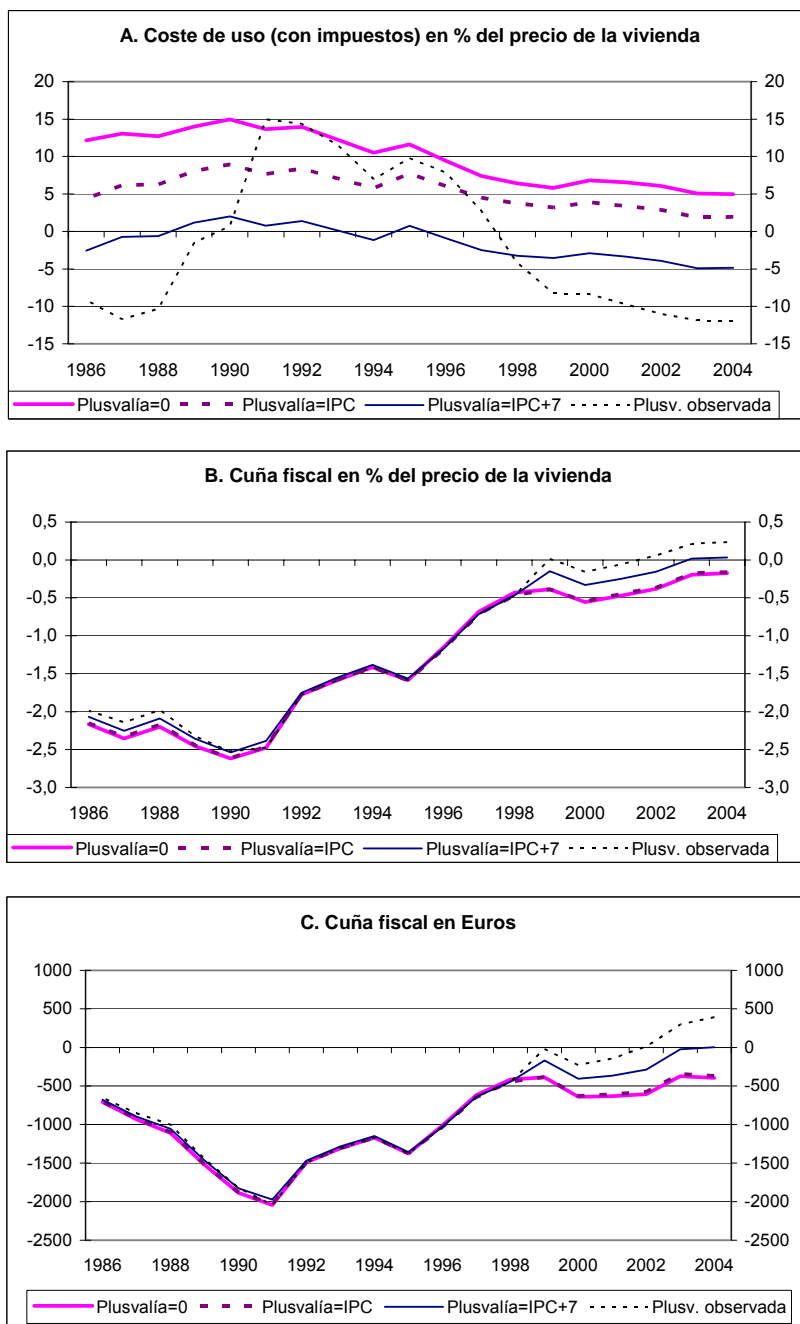 A. Coste de uso (con impuestos) en % del precio de la vivienda
20 20
15 15
10 10
5 5
0 0
-5 -5
-10 -10
-15 -15
1986 1988 1990 1992 1994 1996 1998 2000 2002 2004
Plusvalía=0 Plusvalía=IPC Plusvalía=IPC+7 Plusv. observada
B. Cuña fiscal en % del precio de la vivienda
0,5 0,5
0,0 0,0
-0,5 -0,5
-1,0 -1,0
-1,5 -1,5
-2,0 -2,0
-2,5 -2,5
-3,0 -3,0
1986 1988 1990 1992 1994 1996 1998 2000 2002 2004
Plusvalía=0 Plusvalía=IPC Plusvalía=IPC+7 Plusv. observada
C. Cuña fiscal en Euros
1000 1000
500 500
0 0
-500 -500
-1000 -1000
-1500 -1500
-2000 -2000
-2500 -2500
1986 1988 1990 1992 1994 1996 1998 2000 2002 2004
Plusvalía=0 Plusvalía=IPC Plusvalía=IPC+7 Plusv. observada